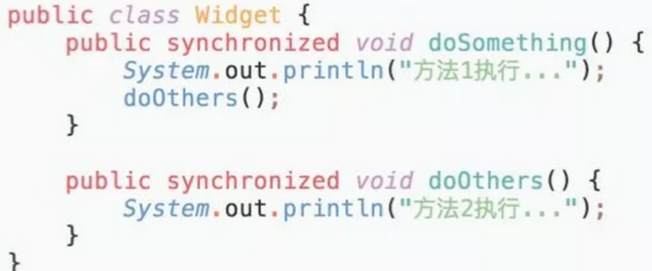 public class Widget {
    public synchronized void doSomething() {
        System.out.println("方法1执行...");
        doOthers();
    }

    public synchronized void doOthers() {
        System.out.println("方法2执行...");
    }
}